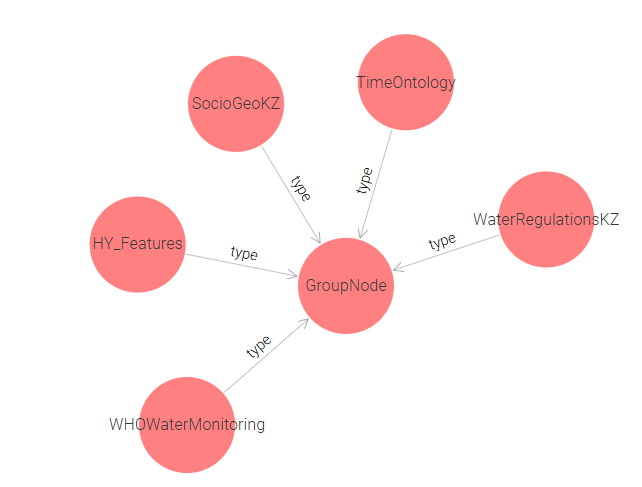 TimeOntology
SocioGeoKZ
type
type
WaterRegulationsKZ
HY_Features
type
type
GroupNode
type
WHOWaterMonitoring